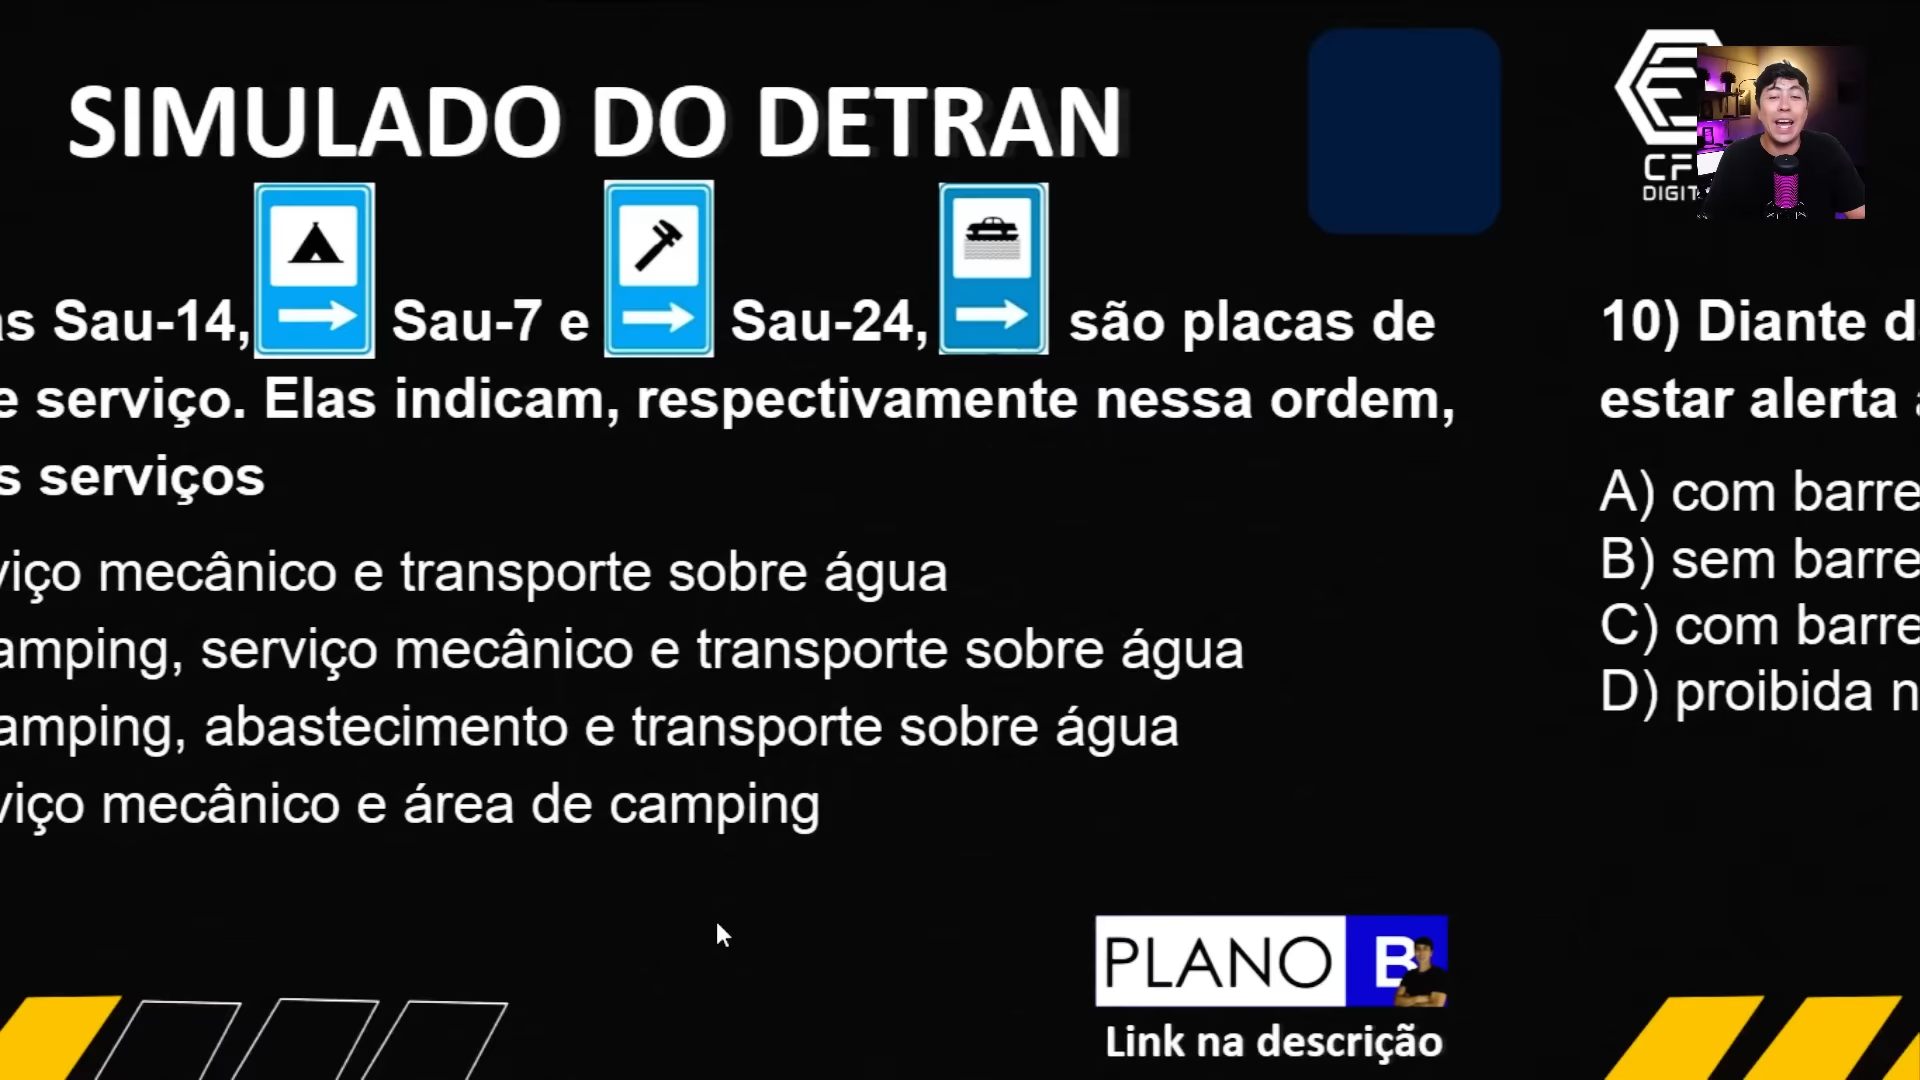 SIMULADO DO DETRAN
CF
DIGIT
as Sau-14, Sau-7 e Sau-24, são placas de
e serviço. Elas indicam, respectivamente nessa ordem,
s serviços
viço mecânico e transporte sobre água
amping, serviço mecânico e transporte sobre água
amping, abastecimento e transporte sobre água
viço mecânico e área de camping
10) Diante d
estar alerta a
A) com barre
B) sem barre
C) com barre
D) proibida n
PLANO B
Link na descrição